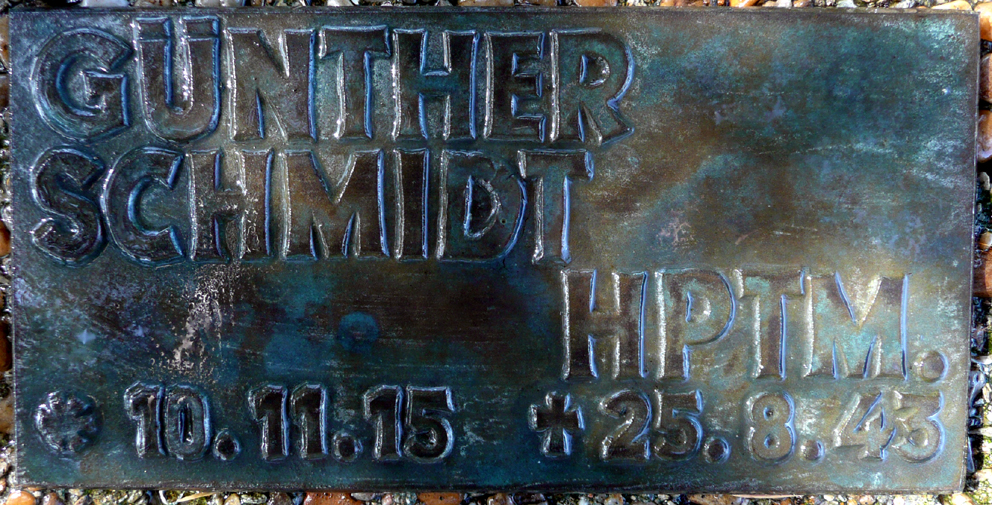 GÜNTHER
SCHMIDT
HPTM.
* 10.11.15 ✝ 25.8.43